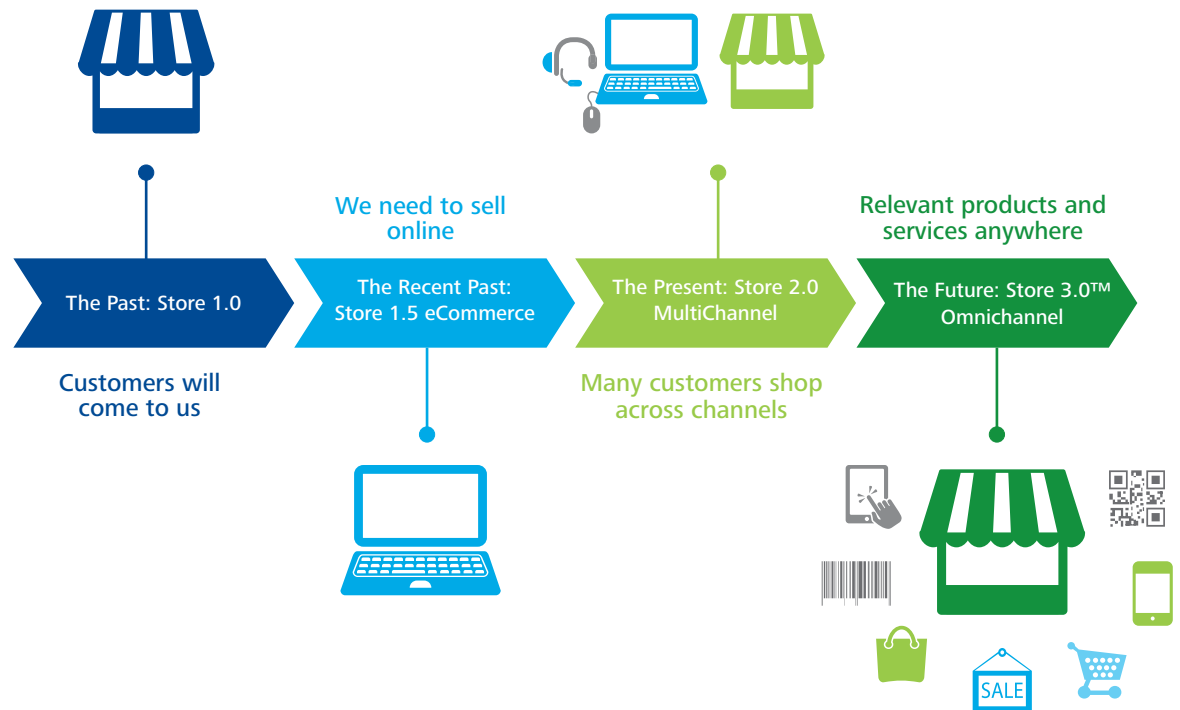 We need to sell
online
Relevant products and
services anywhere
The Past: Store 1.0
The Recent Past:
Store 1.5 eCommerce
The Present: Store 2.0
MultiChannel
The Future: Store 3.0™
Omnichannel
Customers will
come to us
Many customers shop
across channels
SALE